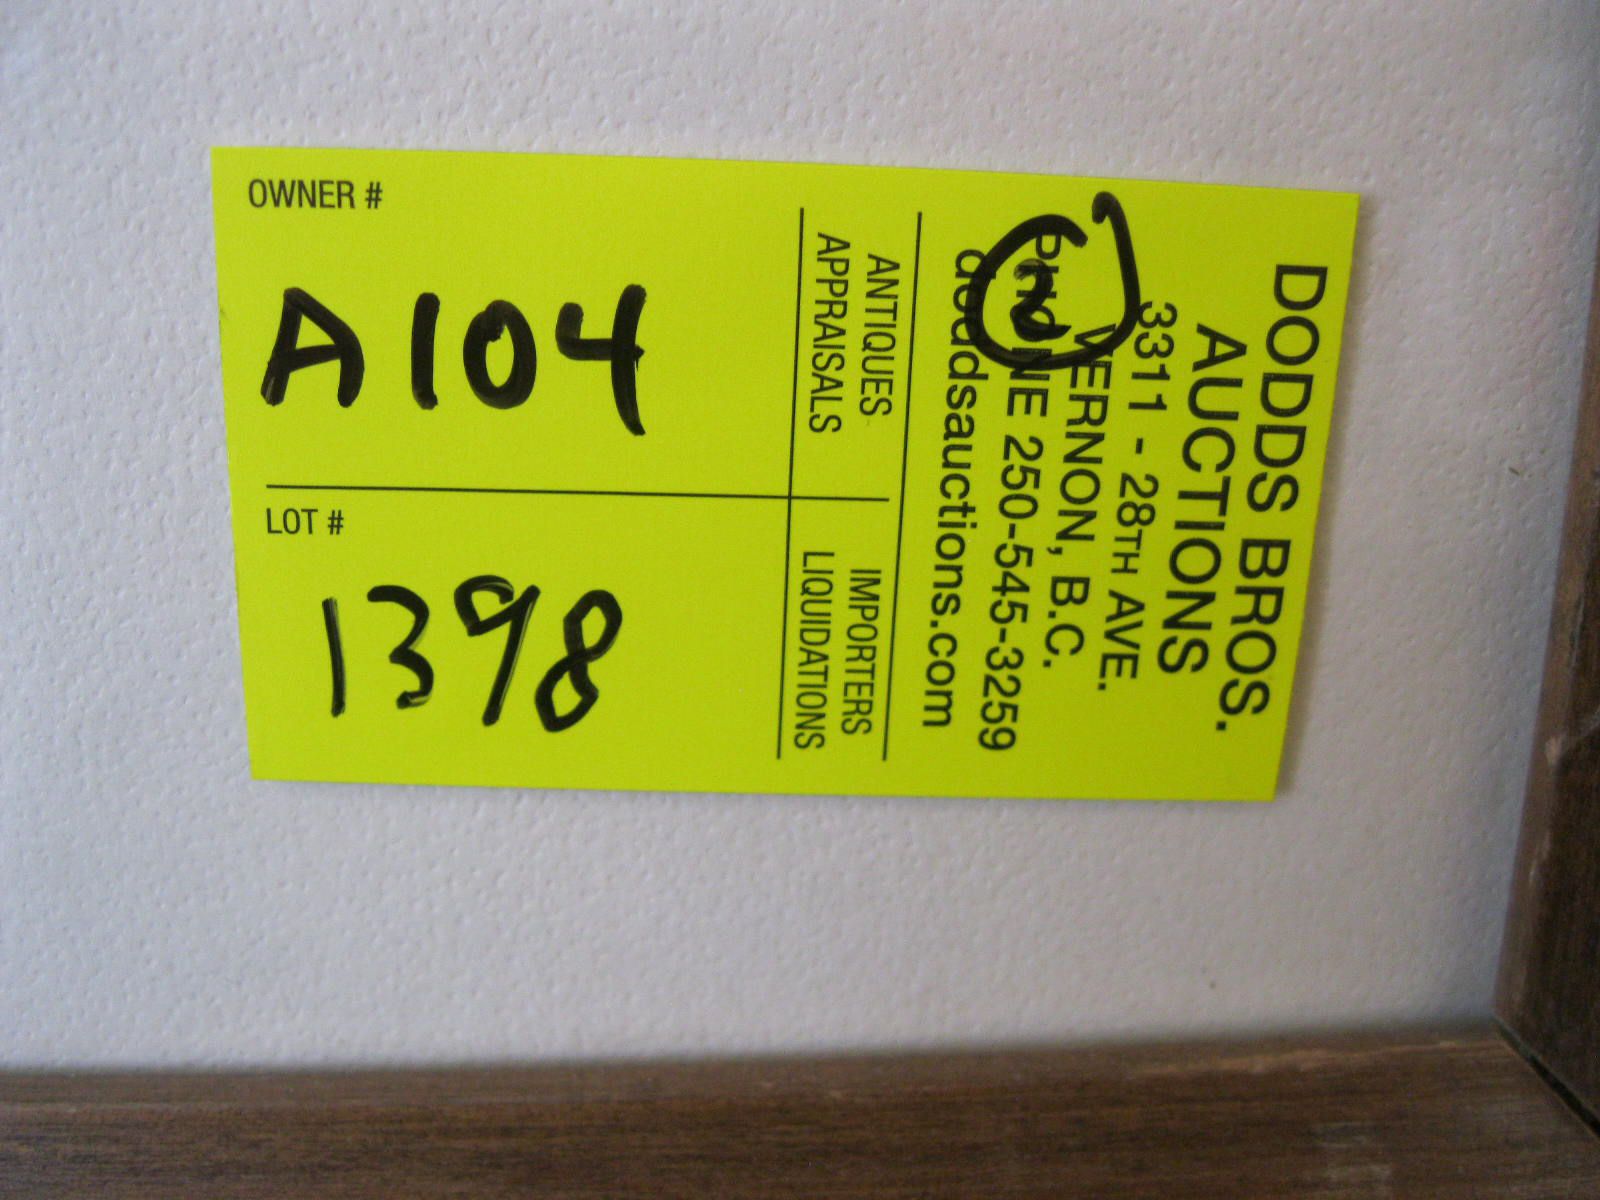 OWNER #
A104
LOT #
1398
ANTIQUES
APPRAISALS
IMPORTERS
LIQUIDATIONS
DODDS BROS.
AUCTIONS
3311 - 28TH AVE.
VERNON, B.C.
PHONE 250-545-3259
doddsauctions.com
2